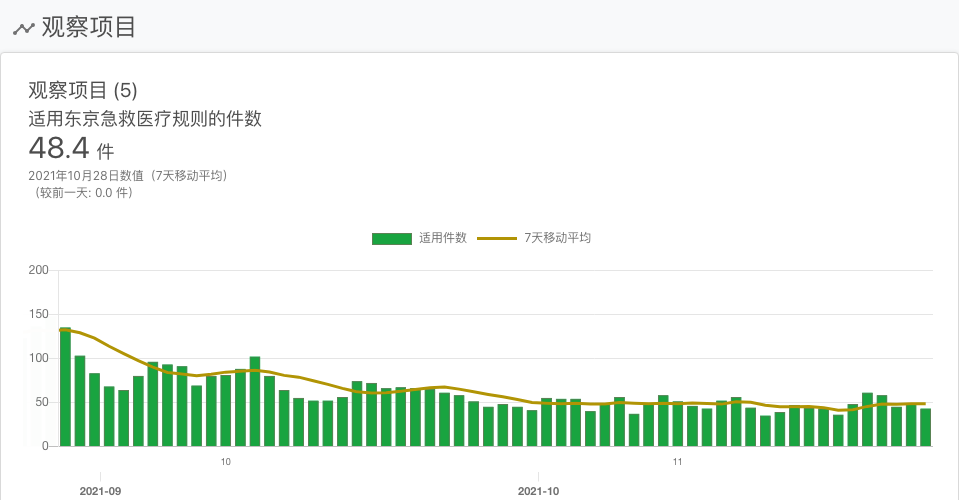 观察项目
观察项目 (5)
适用东京急救医疗规则的件数
48.4 件
2021年10月28日数值（7天移动平均）
（较前一天: 0.0 件）
适用件数 7天移动平均
200
150
100
50
0
10 11
2021-09 2021-10